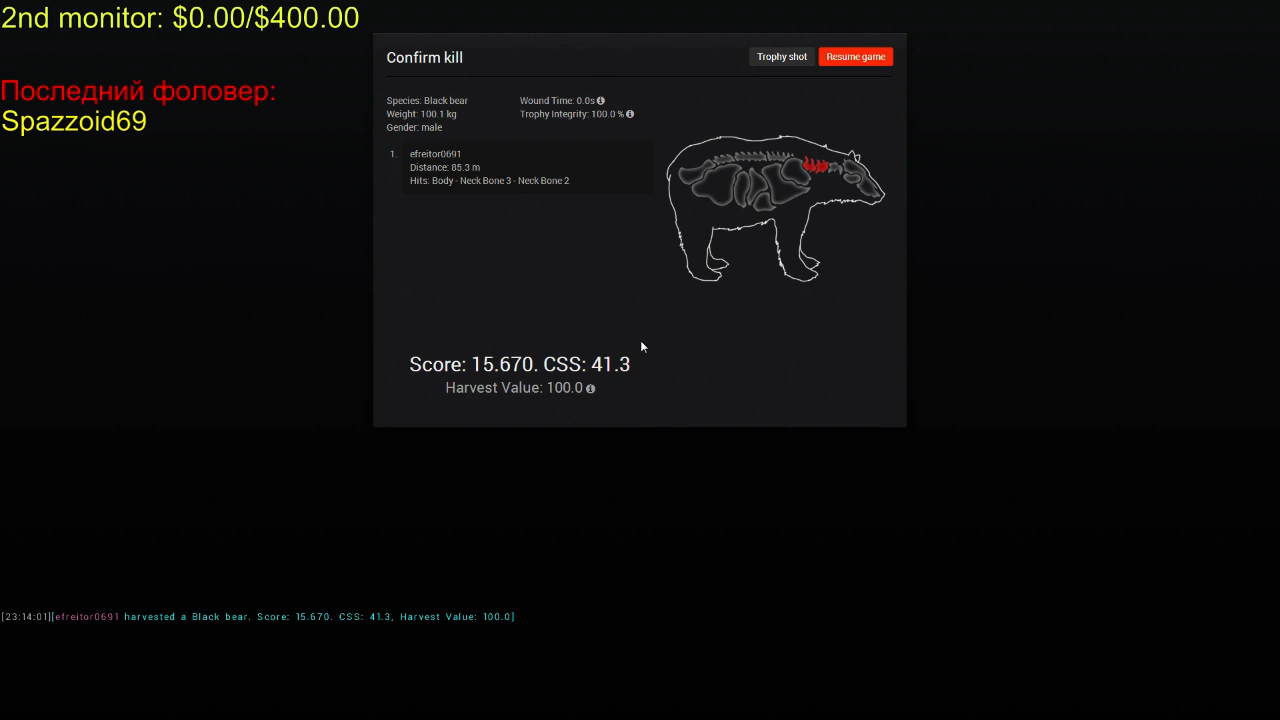 2nd monitor: $0.00/$400.00
Последний фоловер:
Spazzoid69
Confirm kill
Trophy shot
Resume game
Species: Black bear
Weight: 100.1 kg
Gender: male
Wound Time: 0.0s
Trophy Integrity: 100.0 %
1.
efreitor0691
Distance: 85.3 m
Hits: Body - Neck Bone 3 - Neck Bone 2
Score: 15.670. CSS: 41.3
Harvest Value: 100.0
[23:14:01][efreitor0691 harvested a Black bear. Score: 15.670. CSS: 41.3, Harvest Value: 100.0]